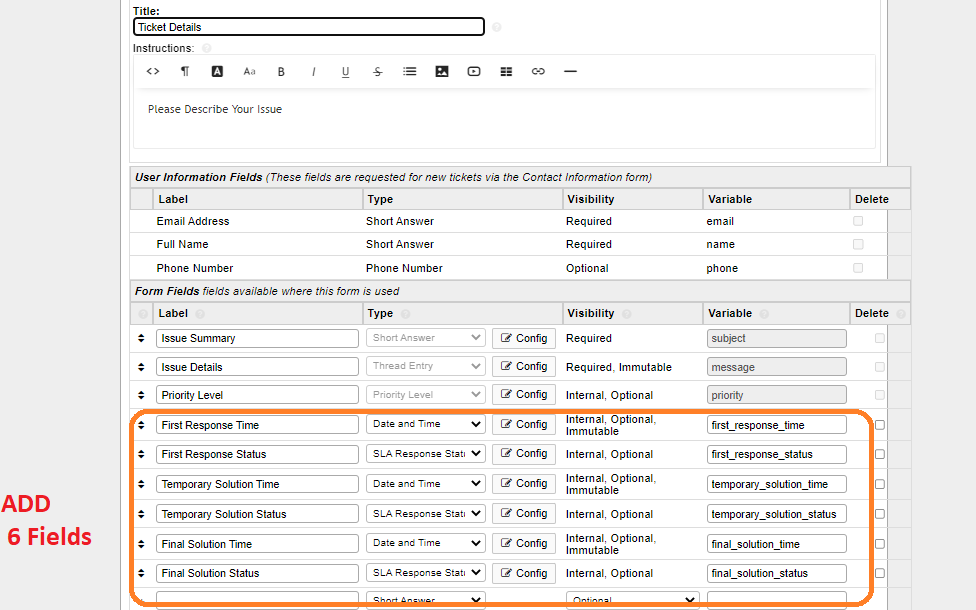 Title:
Ticket Details
Instructions:
<> ¶ A Aa B I U S
Please Describe Your Issue
User Information Fields (These fields are requested for new tickets via the Contact Information form)
Label Type Visibility Variable Delete
Email Address Short Answer Required email
Full Name Short Answer Required name
Phone Number Phone Number Optional phone
Form Fields fields available where this form is used
Label Type Visibility Variable Delete
Issue Summary Short Answer Config Required subject
Issue Details Thread Entry Config Required, Immutable message
Priority Level Priority Level Config Internal, Optional priority
First Response Time Date and Time Config Internal, Optional, Immutable first_response_time
First Response Status SLA Response Stat Config Internal, Optional first_response_status
Temporary Solution Time Date and Time Config Internal, Optional, Immutable temporary_solution_time
Temporary Solution Status SLA Response Stat Config Internal, Optional temporary_solution_status
Final Solution Time Date and Time Config Internal, Optional, Immutable final_solution_time
Final Solution Status SLA Response Stat Config Internal, Optional final_solution_status
Short Answer Optional
ADD
6 Fields